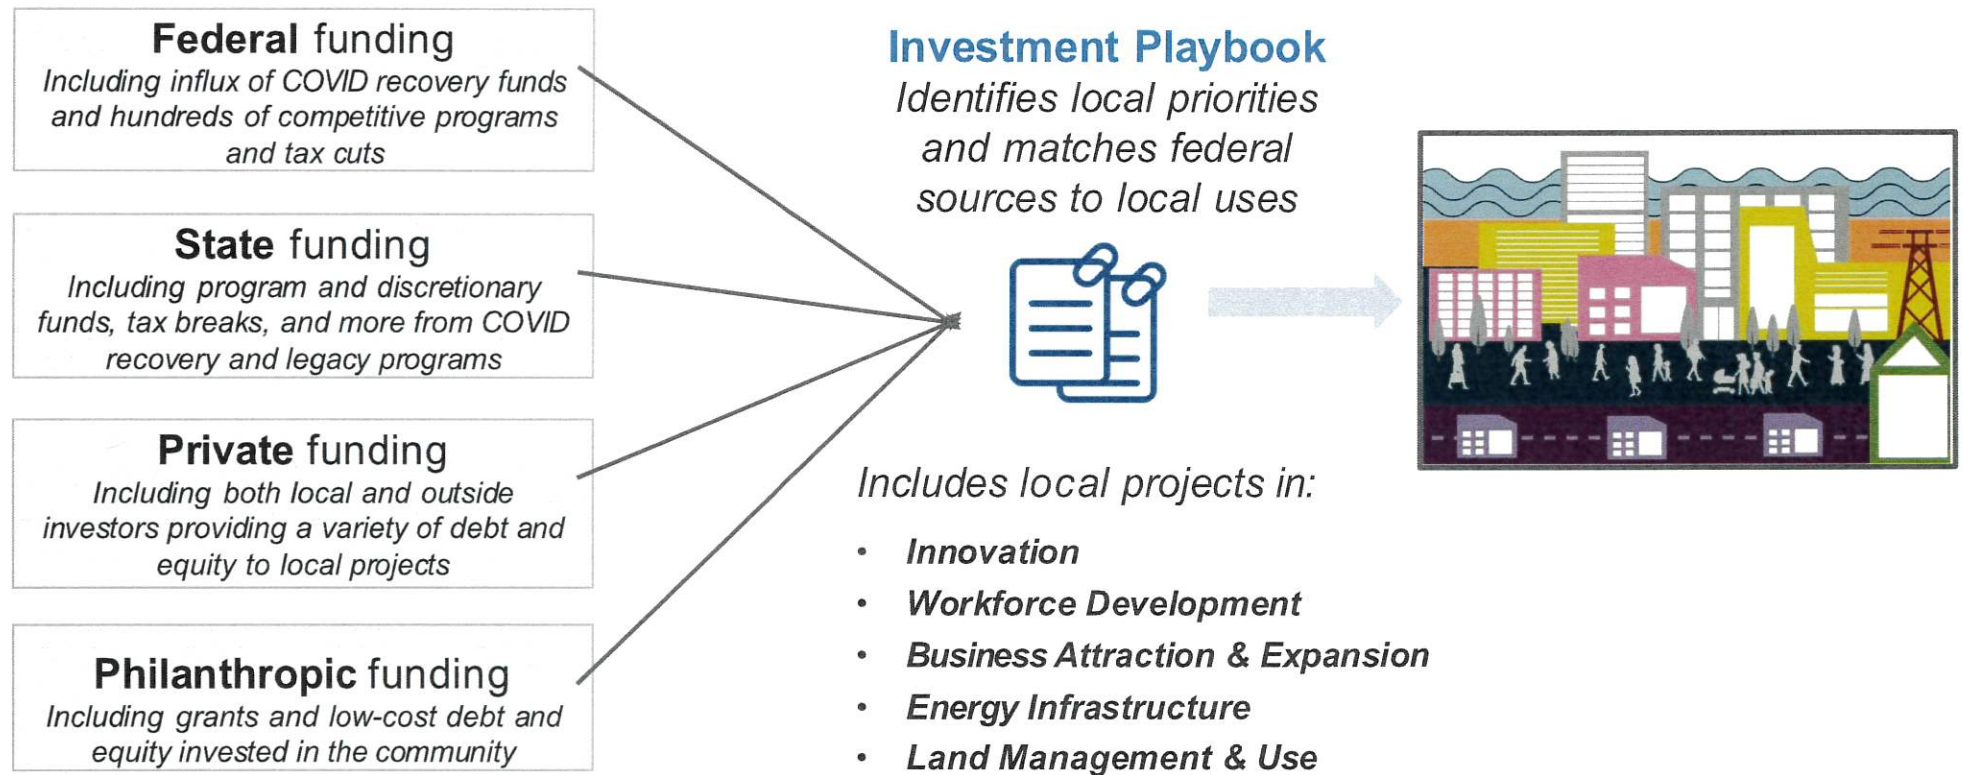 Federal funding
Including influx of COVID recovery funds
and hundreds of competitive programs
and tax cuts
State funding
Including program and discretionary
funds, tax breaks, and more from COVID
recovery and legacy programs
Private funding
Including both local and outside
investors providing a variety of debt and
equity to local projects
Philanthropic funding
Including grants and low-cost debt and
equity invested in the community
Investment Playbook
Identifies local priorities
and matches federal
sources to local uses
Includes local projects in:
• Innovation
• Workforce Development
• Business Attraction & Expansion
• Energy Infrastructure
• Land Management & Use